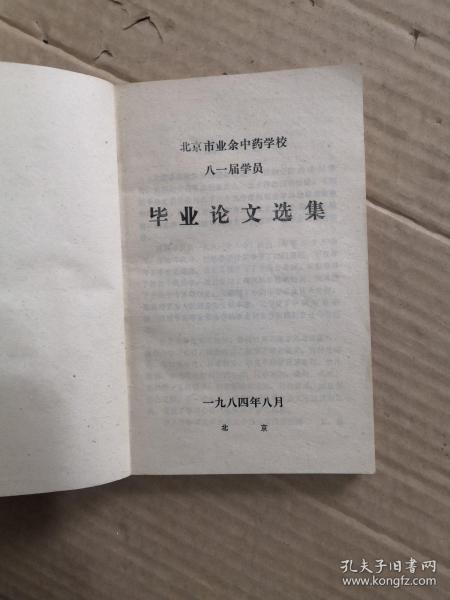 北京市业余中药学校
八一届学员
毕业论文选集
一九八四年八月
北 京
孔夫子旧书网
www.kongfz.com